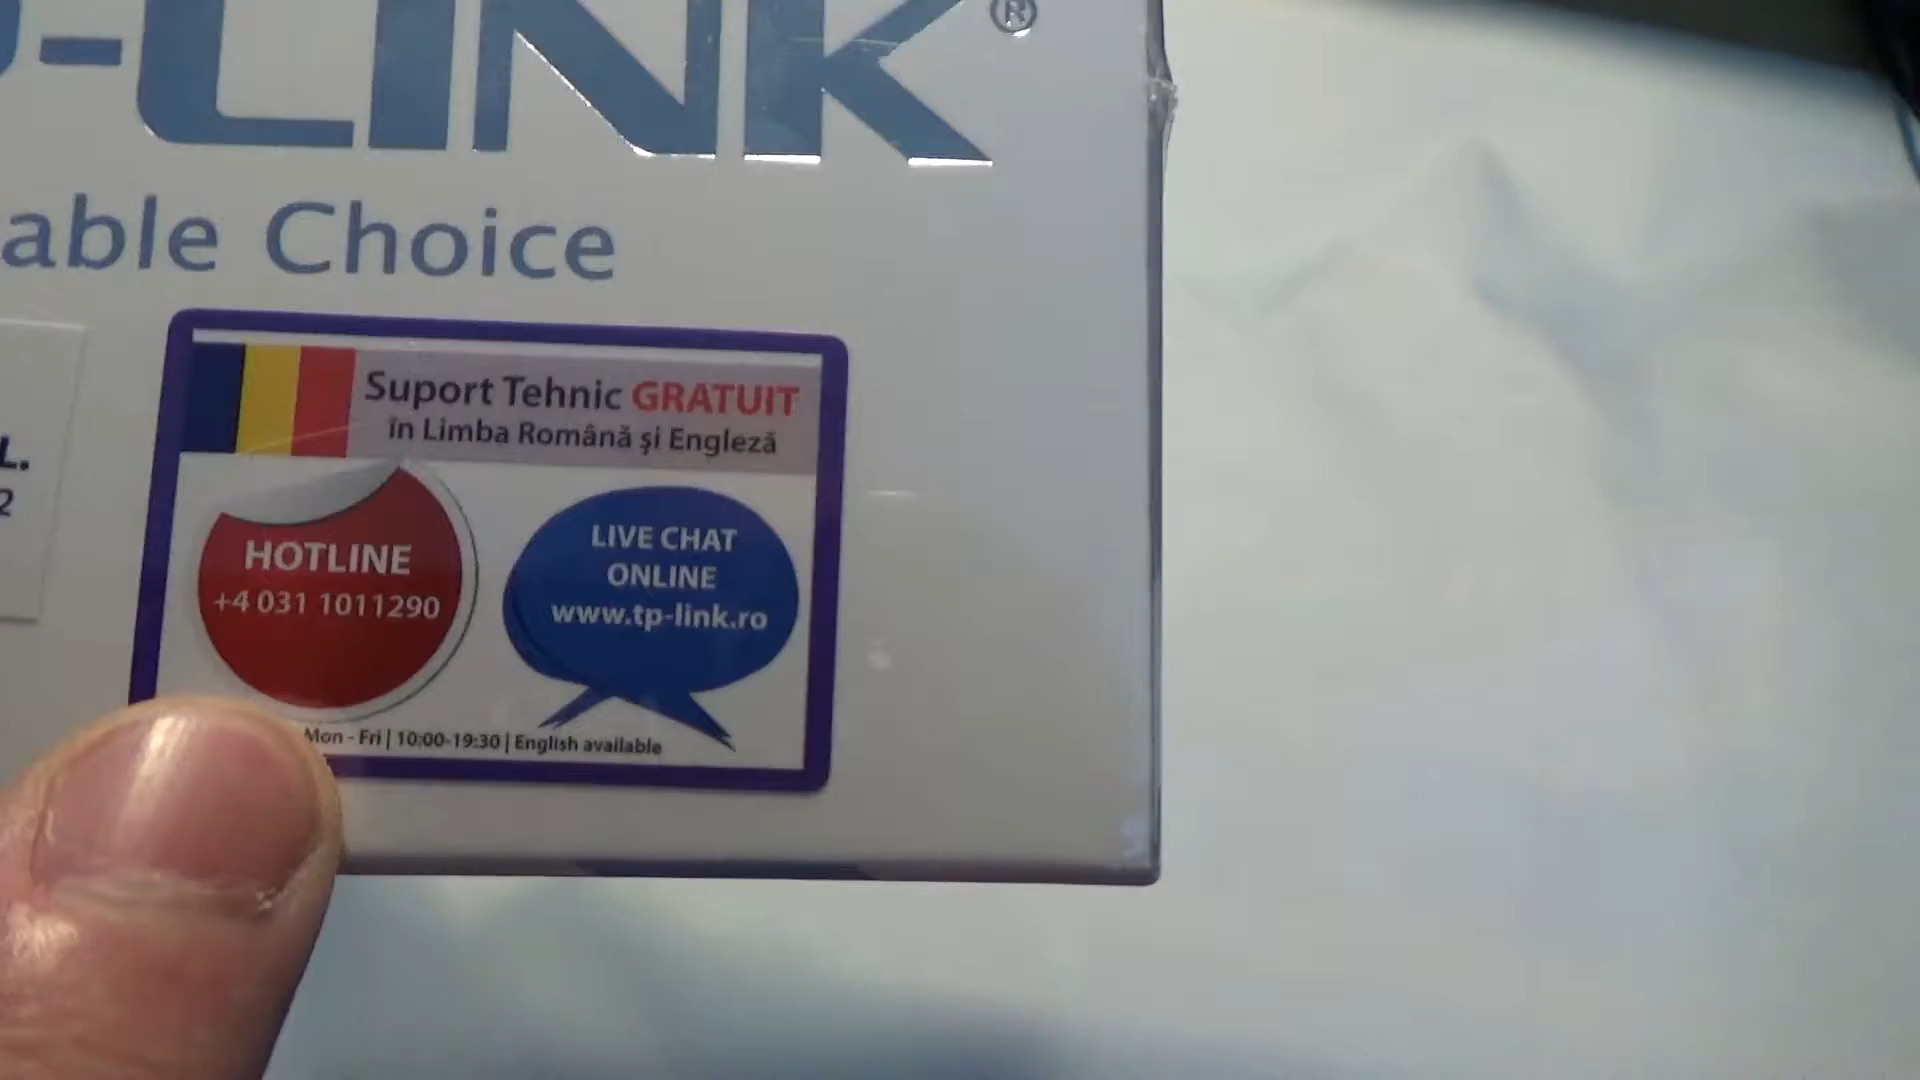 -LINK®
able Choice
L.
2
Suport Tehnic GRATUIT
în Limba Română şi Engleză
HOTLINE
+4 031 1011290
LIVE CHAT
ONLINE
www.tp-link.ro
Mon - Fri | 10:00-19:30 | English available